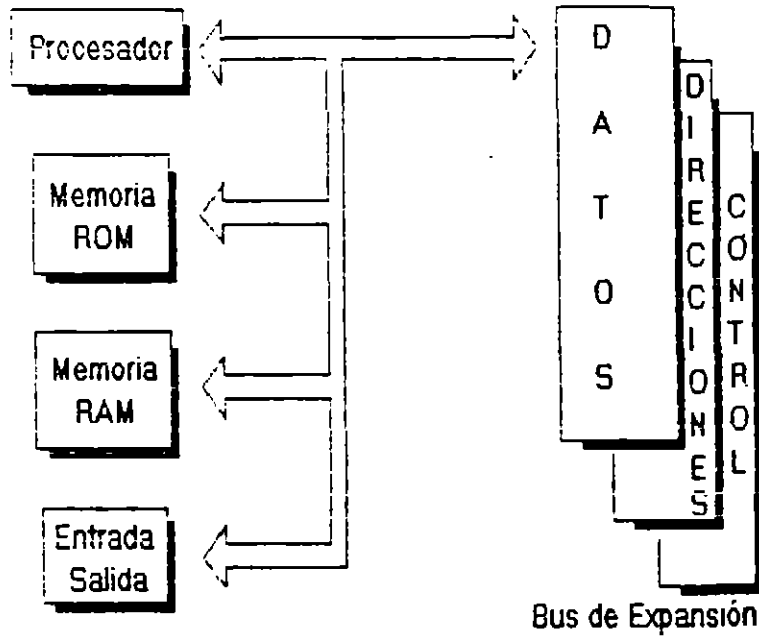 Procesador
Memoria
ROM
Memoria
RAM
Entrada
Salida
DATOS
DIRECCIONES
CONTROL
Bus de Expansión